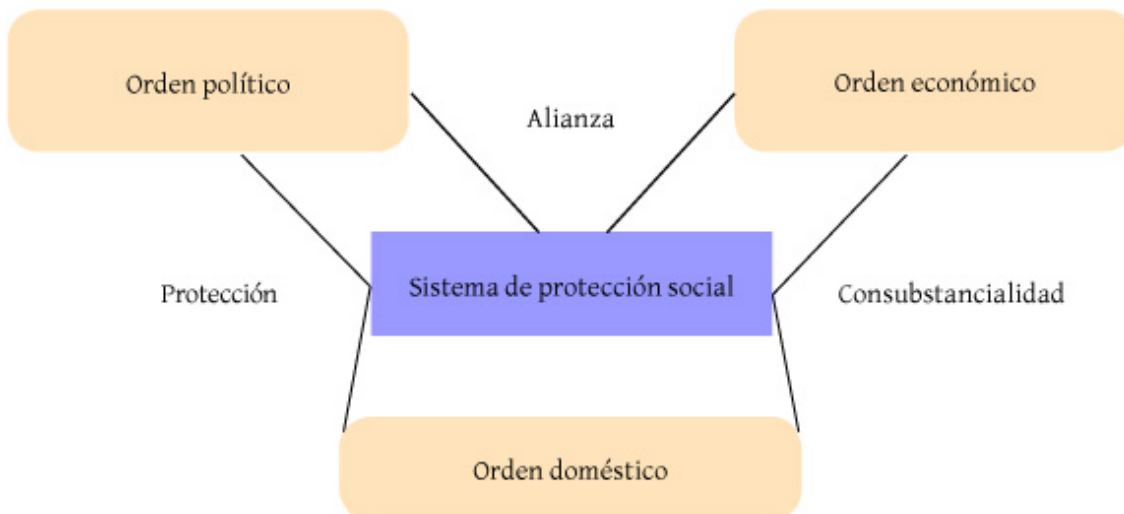 Orden político
Alianza
Orden económico
Protección
Sistema de protección social
Consubstancialidad
Orden doméstico